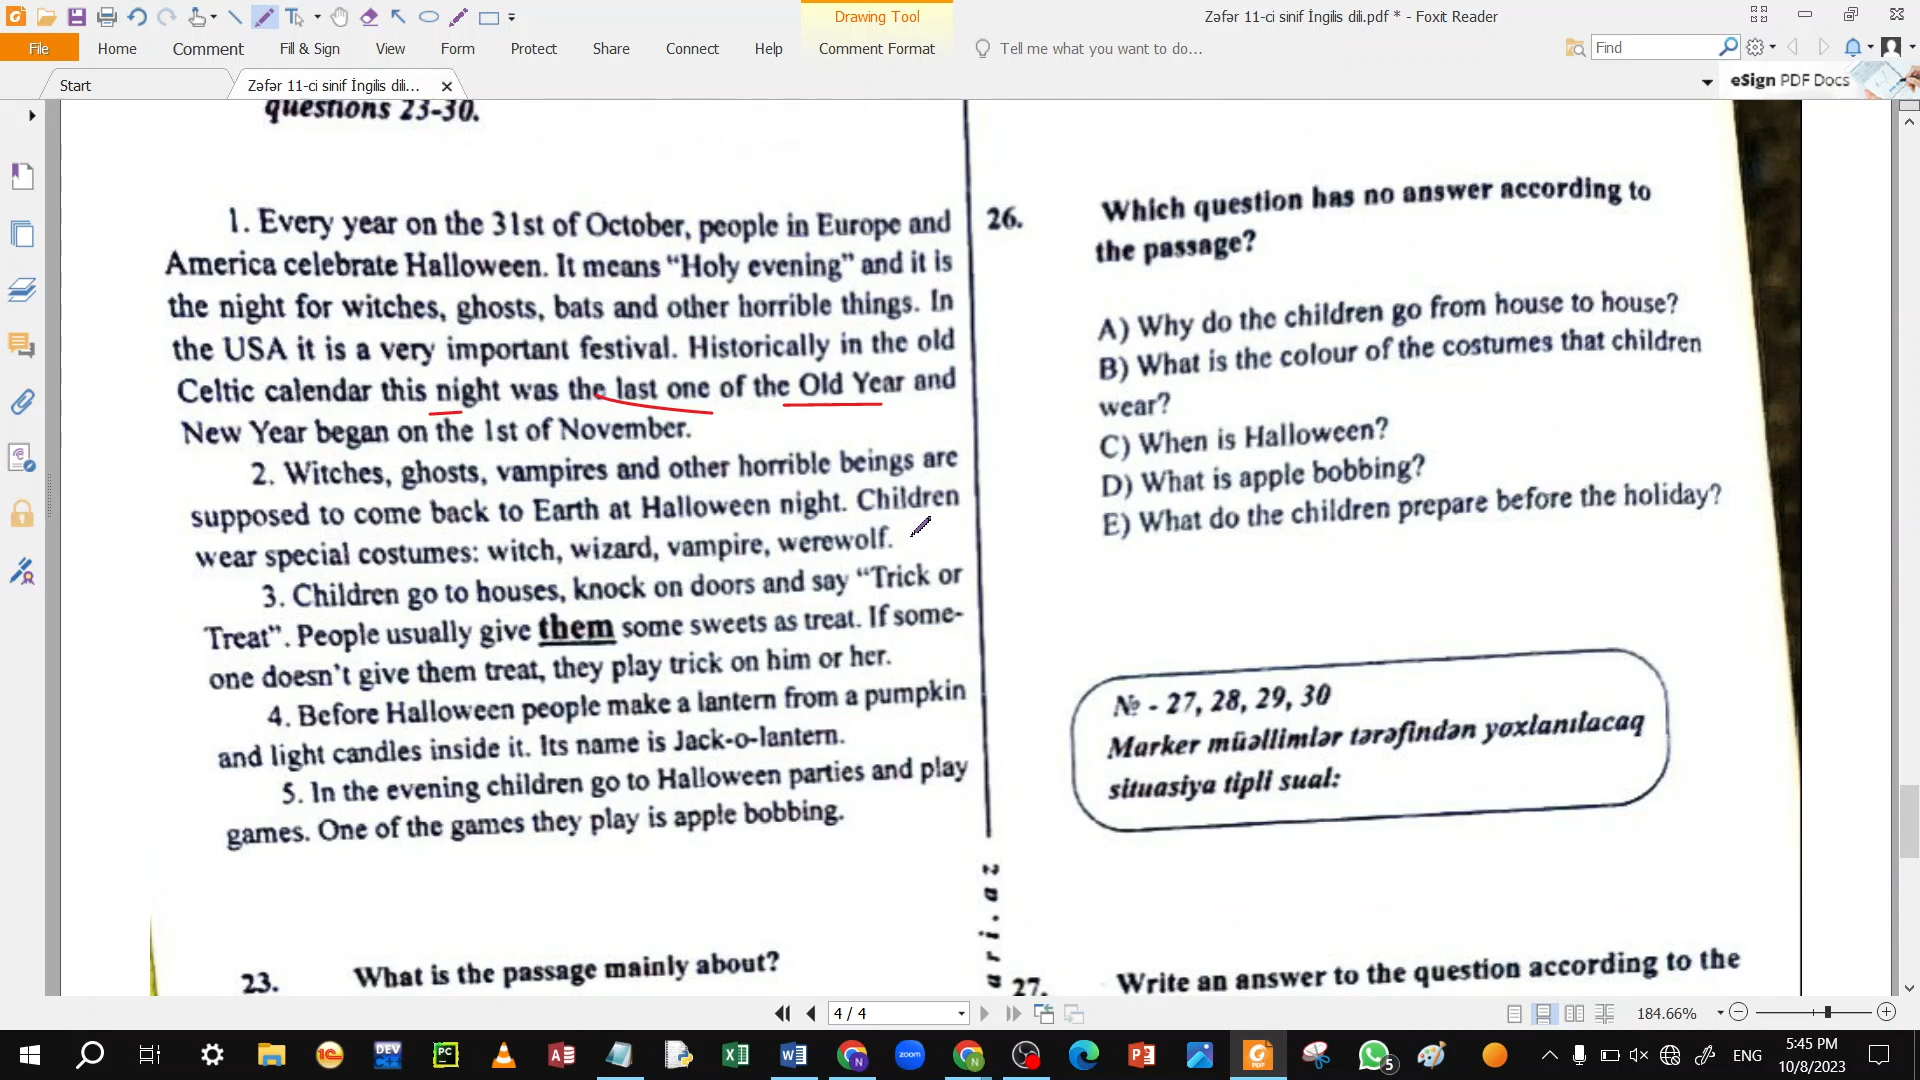 Drawing Tool
Zəfər 11-ci sinif İngilis dili.pdf * - Foxit Reader
File
Home
Comment
Fill & Sign
View
Form
Protect
Share
Connect
Help
Comment Format
Tell me what you want to do...
Find
Start
Zəfər 11-ci sinif İngilis dili...
eSign PDF Docs
questions 23-30.
1. Every year on the 31st of October, people in Europe and
America celebrate Halloween. It means “Holy evening” and it is
the night for witches, ghosts, bats and other horrible things. In
the USA it is a very important festival. Historically in the old
Celtic calendar this night was the last one of the Old Year and
New Year began on the 1st of November.
2. Witches, ghosts, vampires and other horrible beings are
supposed to come back to Earth at Halloween night. Children
wear special costumes: witch, wizard, vampire, werewolf.
3. Children go to houses, knock on doors and say “Trick or
Treat”. People usually give them some sweets as treat. If some-
one doesn’t give them treat, they play trick on him or her.
4. Before Halloween people make a lantern from a pumpkin
and light candles inside it. Its name is Jack-o-lantern.
5. In the evening children go to Halloween parties and play
games. One of the games they play is apple bobbing.
23. What is the passage mainly about?
26. Which question has no answer according to
the passage?
A) Why do the children go from house to house?
B) What is the colour of the costumes that children
wear?
C) When is Halloween?
D) What is apple bobbing?
E) What do the children prepare before the holiday?
№ - 27, 28, 29, 30
Marker müəllimlər tərəfindən yoxlanılacaq
situasiya tipli sual:
27. Write an answer to the question according to the
4 / 4
184.66%
ENG
5:45 PM
10/8/2023